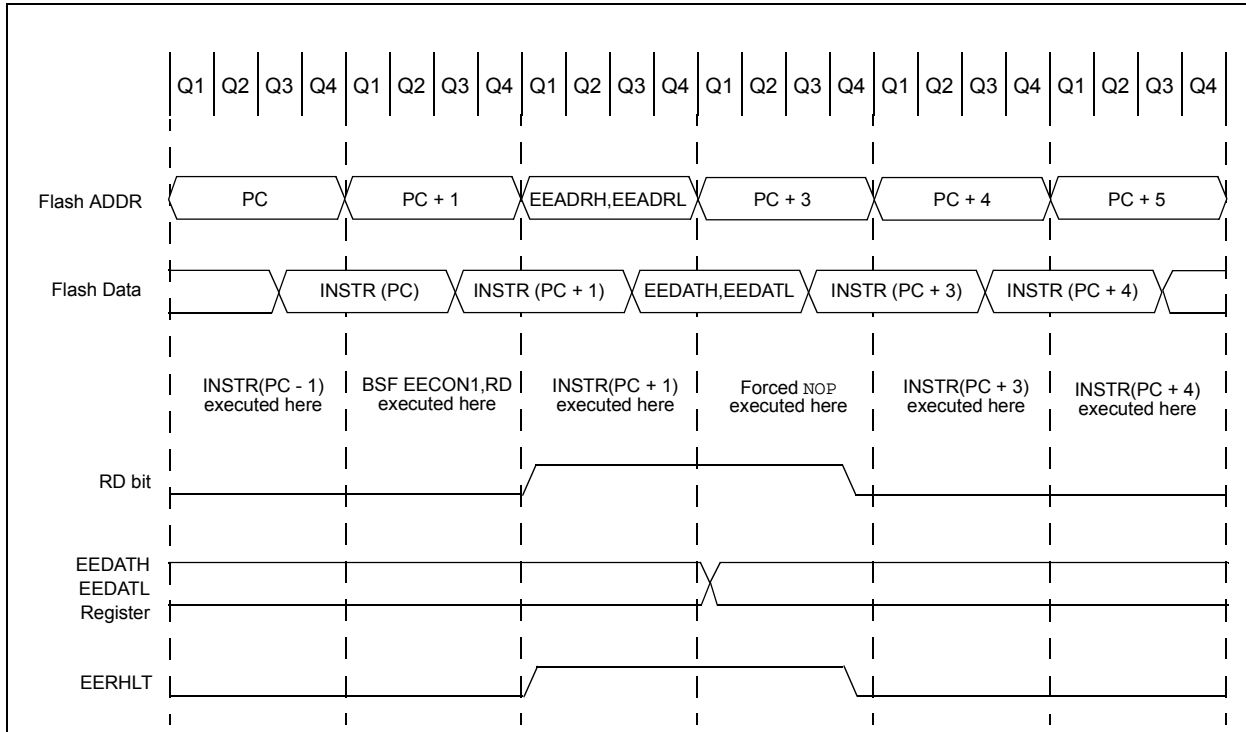 Q1 Q2 Q3 Q4 Q1 Q2 Q3 Q4 Q1 Q2 Q3 Q4 Q1 Q2 Q3 Q4 Q1 Q2 Q3 Q4 Q1 Q2 Q3 Q4
Flash ADDR PC PC + 1 EEADRH,EEADRL PC + 3 PC + 4 PC + 5
Flash Data INSTR (PC) INSTR (PC + 1) EEDATH,EEDATL INSTR (PC + 3) INSTR (PC + 4)
INSTR(PC - 1) BSF EECON1,RD INSTR(PC + 1) Forced NOP INSTR(PC + 3) INSTR(PC + 4)
executed here executed here executed here executed here executed here executed here
RD bit
EEDATH
EEDATL
Register
EERHLT